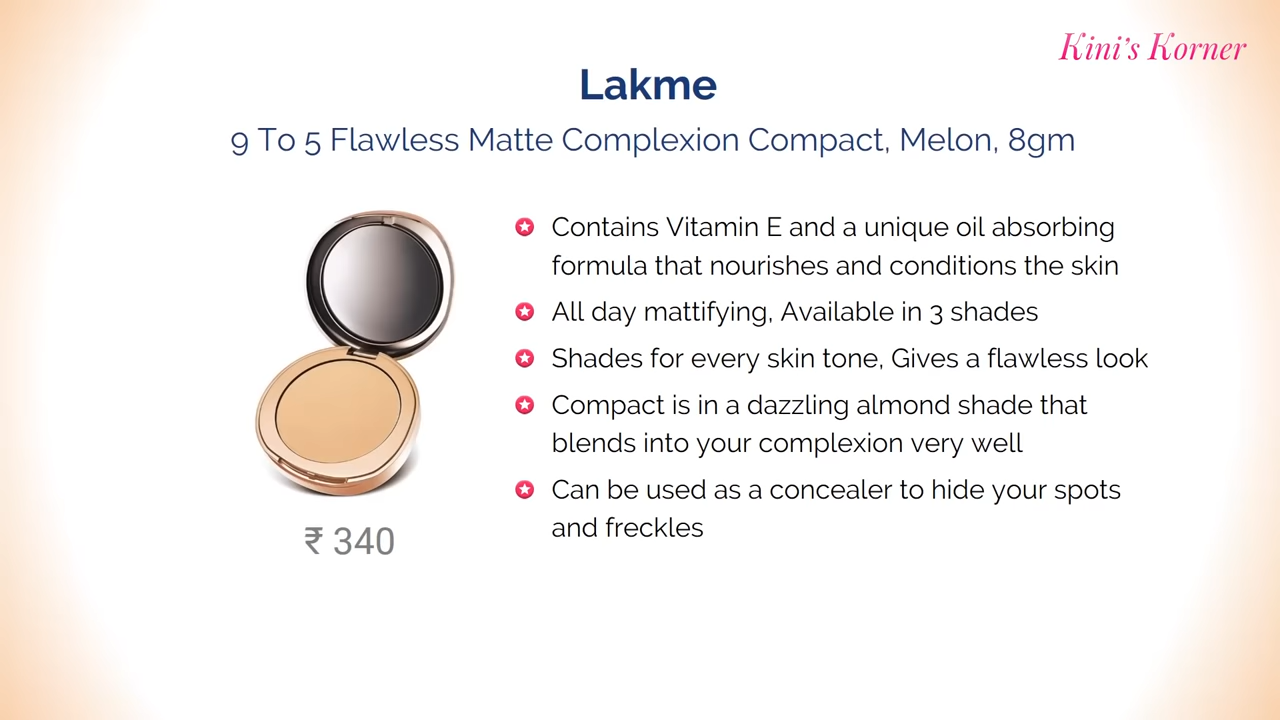 Kini's Korner
Lakme
9 To 5 Flawless Matte Complexion Compact, Melon, 8gm
Contains Vitamin E and a unique oil absorbing
formula that nourishes and conditions the skin
All day mattifying, Available in 3 shades
Shades for every skin tone, Gives a flawless look
Compact is in a dazzling almond shade that
blends into your complexion very well
Can be used as a concealer to hide your spots
and freckles
₹ 340